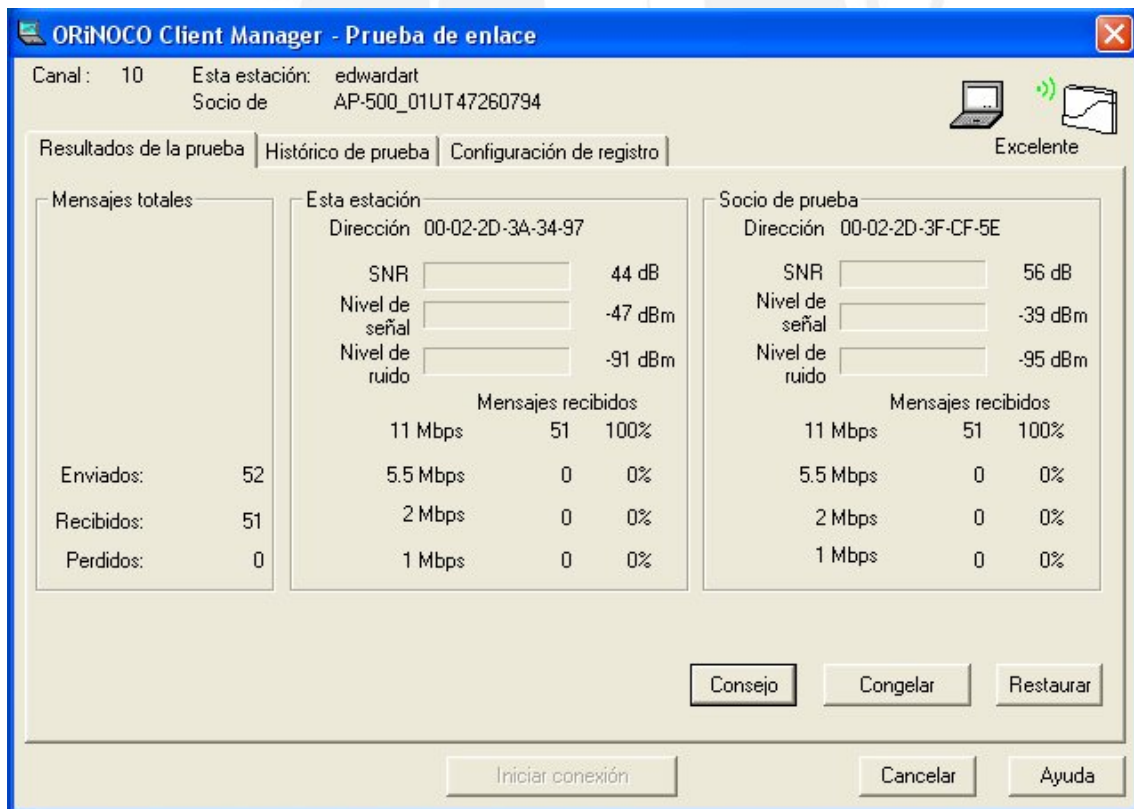 ORiNOCO Client Manager - Prueba de enlace
Canal : 10 Esta estación: edwardart
Socio de AP-500_01UT47260794
Excelente
Resultados de la prueba Histórico de prueba Configuración de registro
Mensajes totales
Enviados: 52
Recibidos: 51
Perdidos: 0
Esta estación
Dirección 00-02-2D-3A-34-97
SNR 44 dB
Nivel de señal -47 dBm
Nivel de ruido -91 dBm
Mensajes recibidos
11 Mbps 51 100%
5.5 Mbps 0 0%
2 Mbps 0 0%
1 Mbps 0 0%
Socio de prueba
Dirección 00-02-2D-3F-CF-5E
SNR 56 dB
Nivel de señal -39 dBm
Nivel de ruido -95 dBm
Mensajes recibidos
11 Mbps 51 100%
5.5 Mbps 0 0%
2 Mbps 0 0%
1 Mbps 0 0%
Consejo Congelar Restaurar
Iniciar conexión Cancelar Ayuda